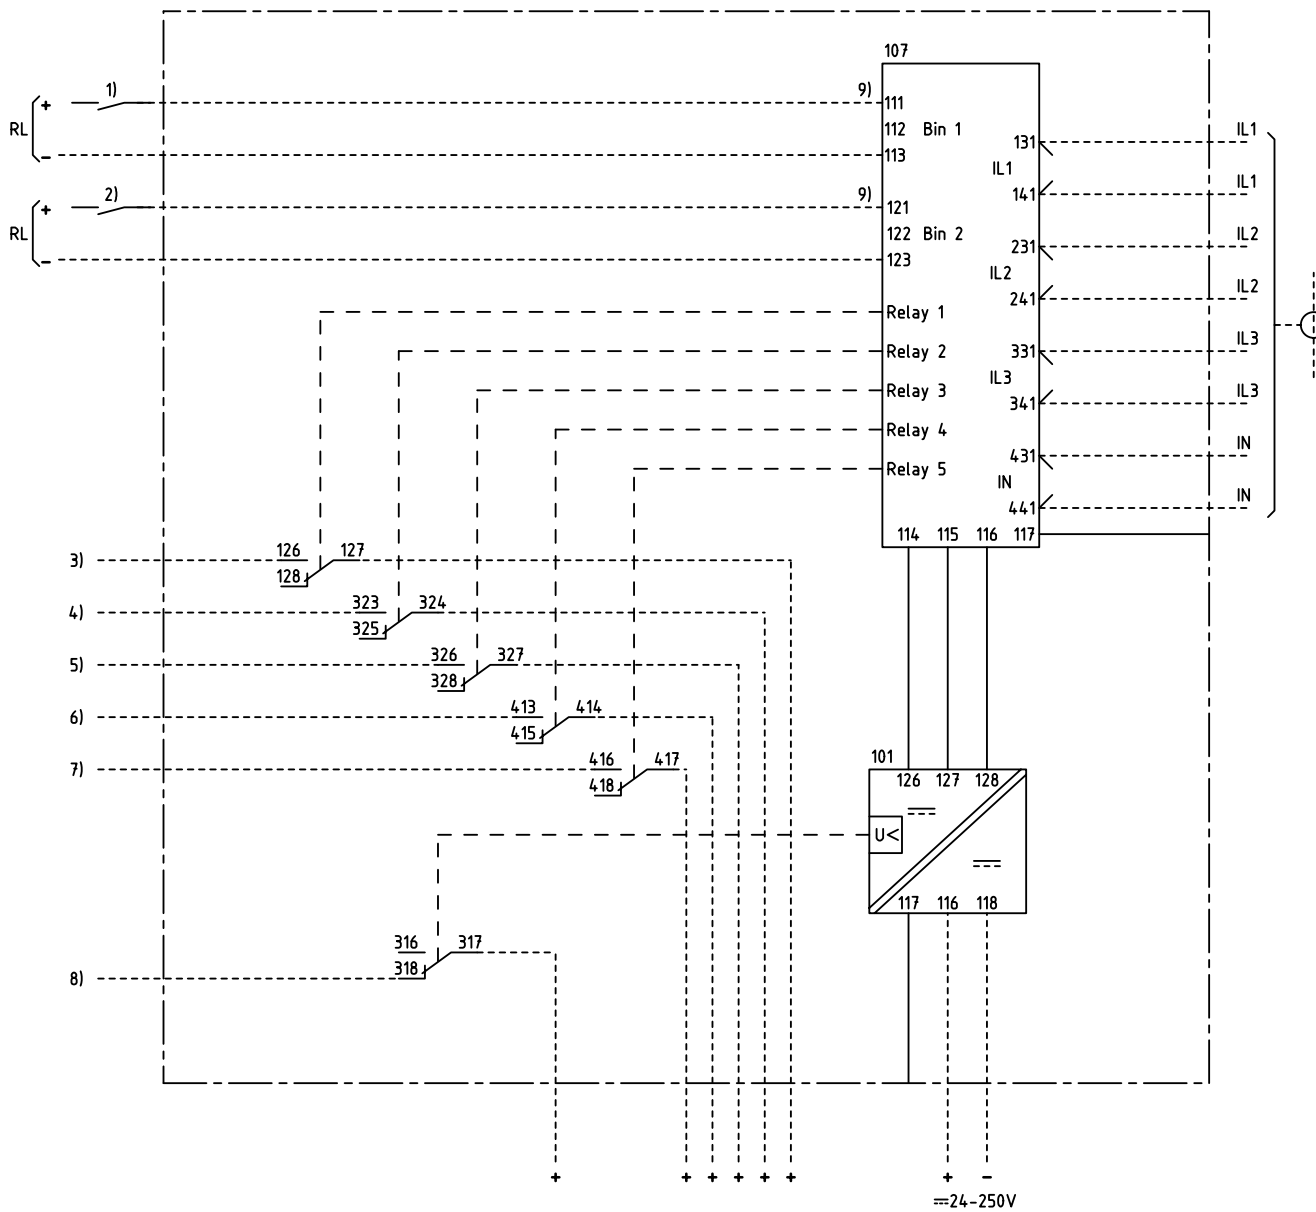 107
1)
9)
+
111
RL
112 Bin 1
IL1
131
-
113
IL1
2)
9)
IL1
141
+
121
RL
122 Bin 2
231
IL2
-
123
IL2
241
IL2
Relay 1
Relay 2
331
IL3
IL3
Relay 3
341
IL3
Relay 4
431
IN
Relay 5
IN
441
IN
114 115 116 117
3)
126
127
128
4)
323
324
325
5)
326
327
328
6)
413
414
415
7)
416
417
418
101
126 127 128
U<
117 116 118
8)
316
317
318
+ + + + + + + -
24-250V